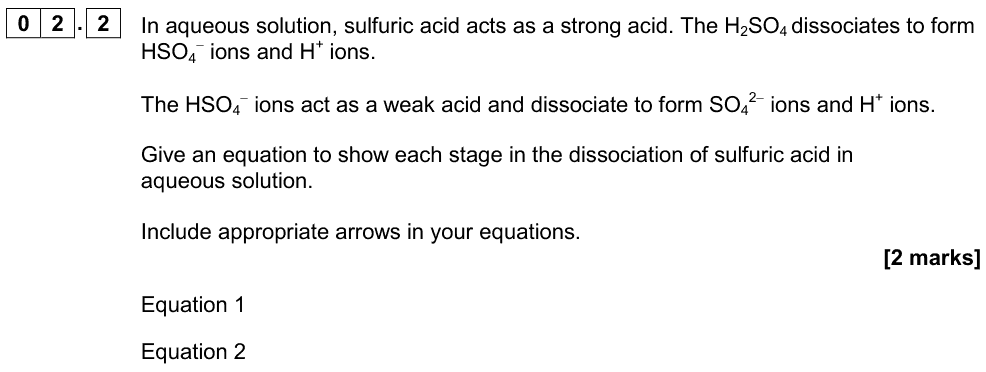 02.2 In aqueous solution, sulfuric acid acts as a strong acid. The H₂SO₄ dissociates to form
HSO₄⁻ ions and H⁺ ions.
The HSO₄⁻ ions act as a weak acid and dissociate to form SO₄²⁻ ions and H⁺ ions.
Give an equation to show each stage in the dissociation of sulfuric acid in
aqueous solution.
Include appropriate arrows in your equations.
[2 marks]
Equation 1
Equation 2